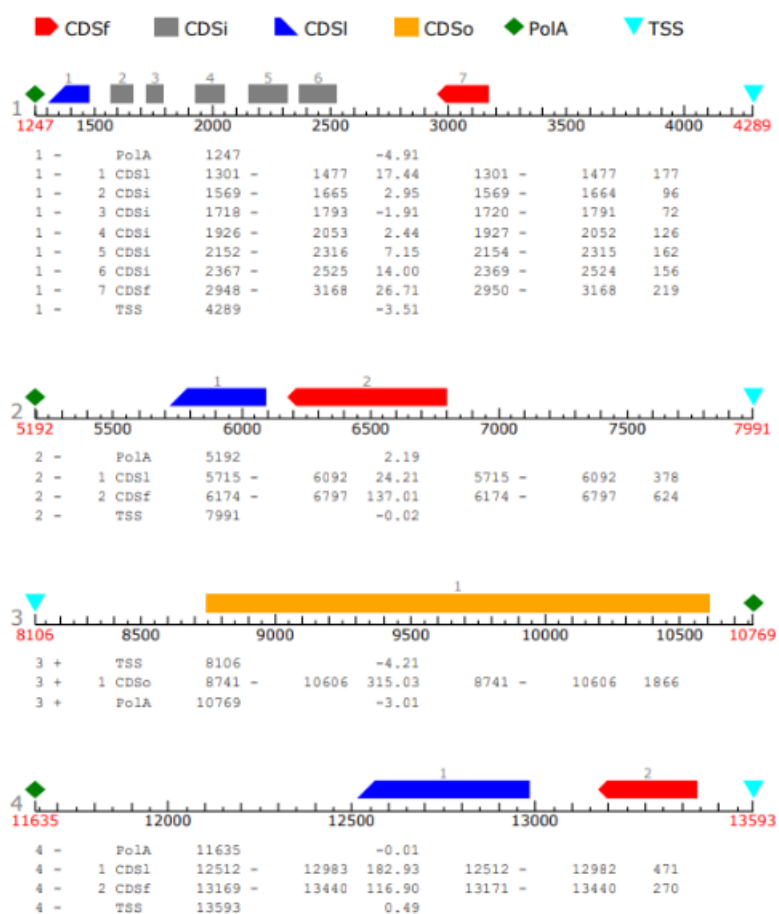 CDSf CDSi CDSl CDSo PolA TSS
1 2 3 4 5 6 7
1
1247 1500 2000 2500 3000 3500 4000 4289
1 - PolA 1247 -4.91
1 - 1 CDSl 1301 - 1477 17.44 1301 - 1477 177
1 - 2 CDSi 1569 - 1665 2.95 1569 - 1664 96
1 - 3 CDSi 1718 - 1793 -1.91 1720 - 1791 72
1 - 4 CDSi 1926 - 2053 2.44 1927 - 2052 126
1 - 5 CDSi 2152 - 2316 7.15 2154 - 2315 162
1 - 6 CDSi 2367 - 2525 14.00 2369 - 2524 156
1 - 7 CDSf 2948 - 3168 26.71 2950 - 3168 219
1 - TSS 4289 -3.51
1 2
2
5192 5500 6000 6500 7000 7500 7991
2 - PolA 5192 2.19
2 - 1 CDSl 5715 - 6092 24.21 5715 - 6092 378
2 - 2 CDSf 6174 - 6797 137.01 6174 - 6797 624
2 - TSS 7991 -0.02
1
3
8106 8500 9000 9500 10000 10500 10769
3 + TSS 8106 -4.21
3 + 1 CDSo 8741 - 10606 315.03 8741 - 10606 1866
3 + PolA 10769 -3.01
1 2
4
11635 12000 12500 13000 13593
4 - PolA 11635 -0.01
4 - 1 CDSl 12512 - 12983 182.93 12512 - 12982 471
4 - 2 CDSf 13169 - 13440 116.90 13171 - 13440 270
4 - TSS 13593 0.49